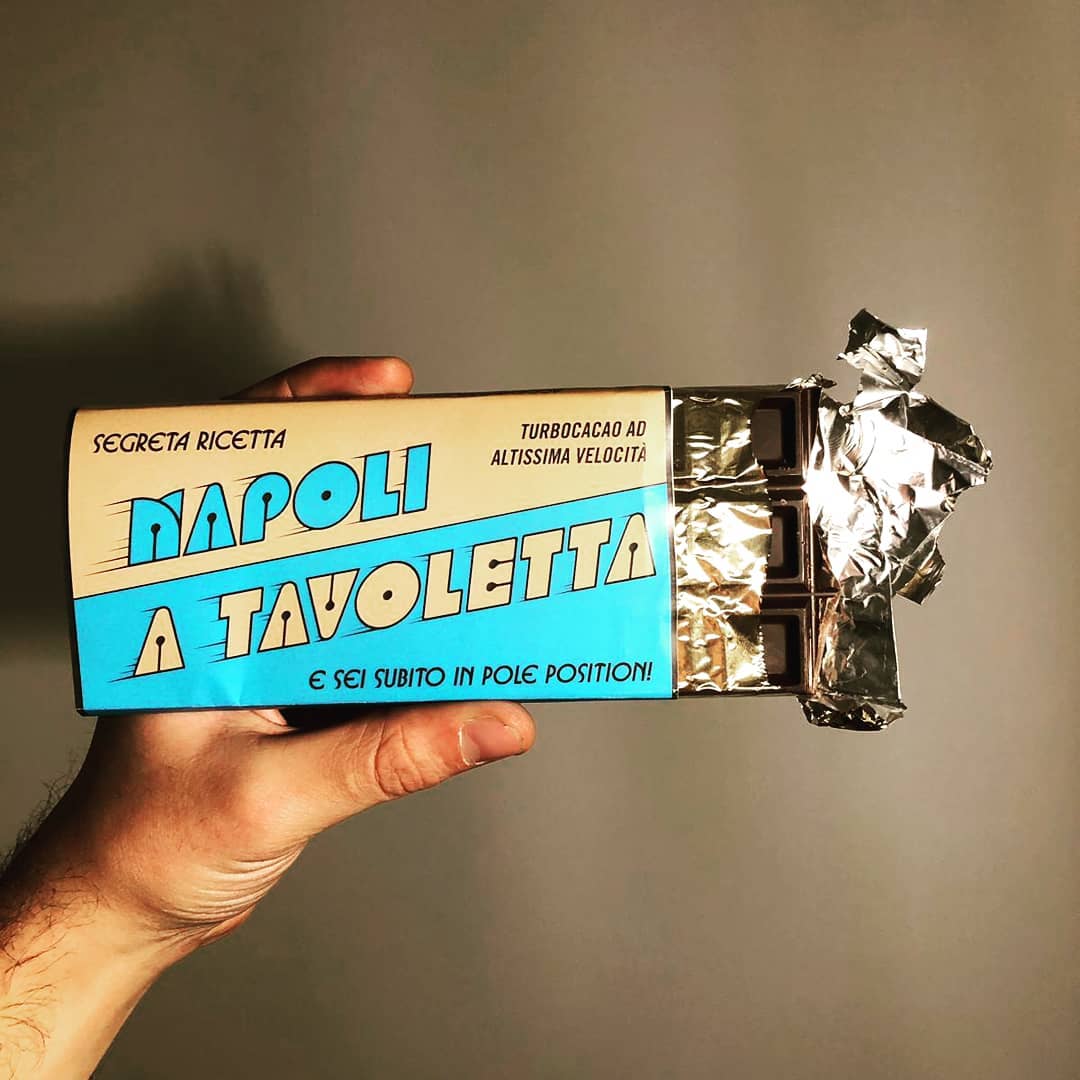 SEGRETA RICETTA
TURBOCACAO AD
ALTISSIMA VELOCITÀ
NAPOLI
A TAVOLETTA
E SEI SUBITO IN POLE POSITION!